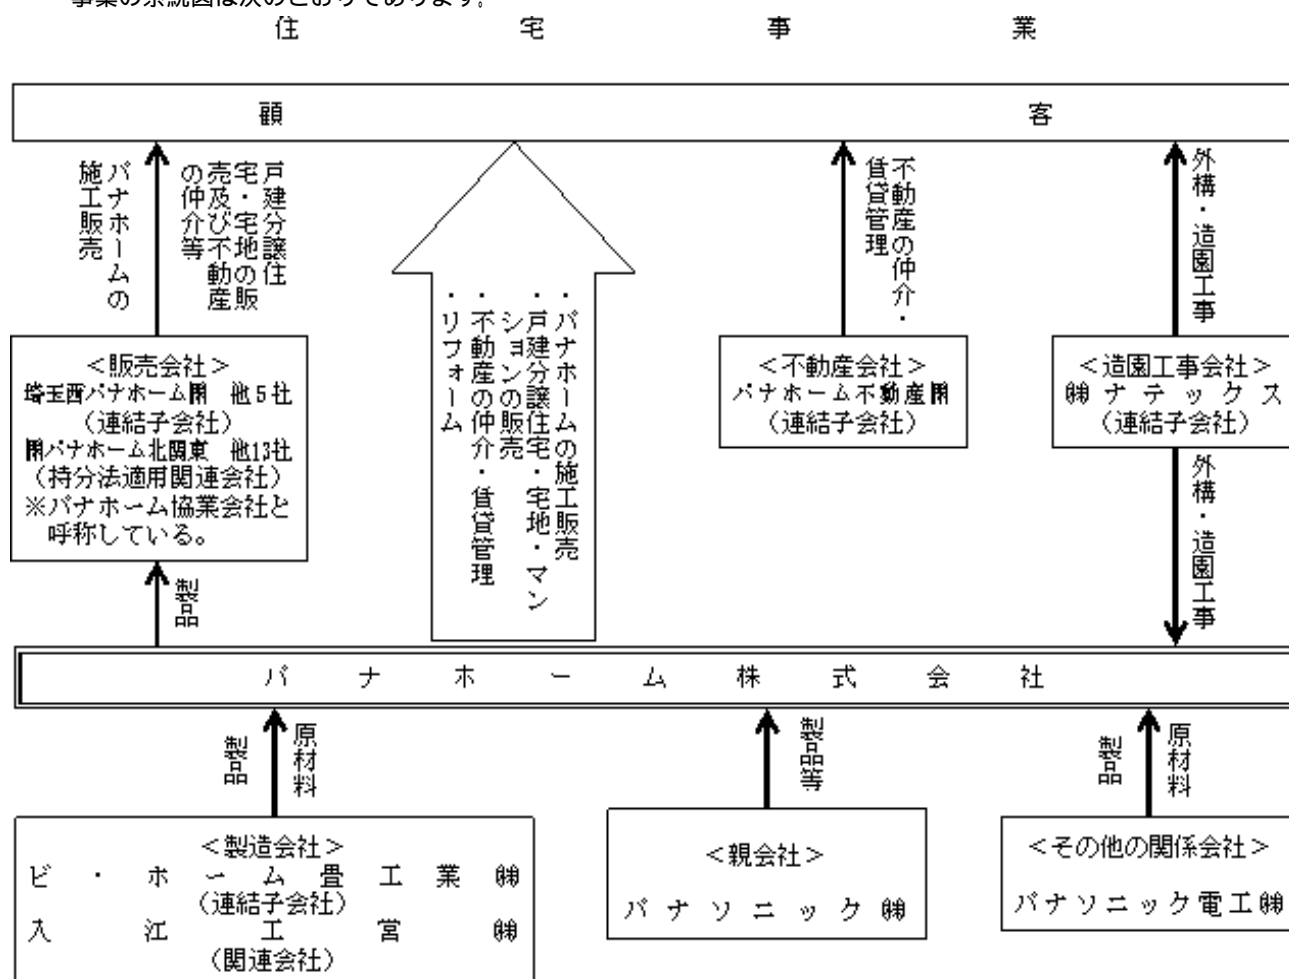 事業の系統図は次のとおりであります。
住宅事業
顧客
パナホームの
施工販売
戸建分譲住
宅・宅地の販
売及び不動産
の仲介等
・パナホームの施工販売
・戸建分譲住宅・宅地・マン
ションの販売
・不動産の仲介・賃貸管理
・リフォーム
不動産の仲介・
賃貸管理
外構・造園工事
<販売会社>
埼玉西パナホーム㈱ 他5社
(連結子会社)
㈱パナホーム北関東 他13社
(持分法適用関連会社)
※パナホーム協業会社と
呼称している。
<不動産会社>
パナホーム不動産㈱
(連結子会社)
<造園工事会社>
㈱ナテックス
(連結子会社)
製品
外構・造園工事
パナホーム株式会社
製品
原材料
製品等
製品
原材料
<製造会社>
ビ・ホーム畳工業㈱
(連結子会社)
入江工営㈱
(関連会社)
<親会社>
パナソニック㈱
<その他の関係会社>
パナソニック電工㈱